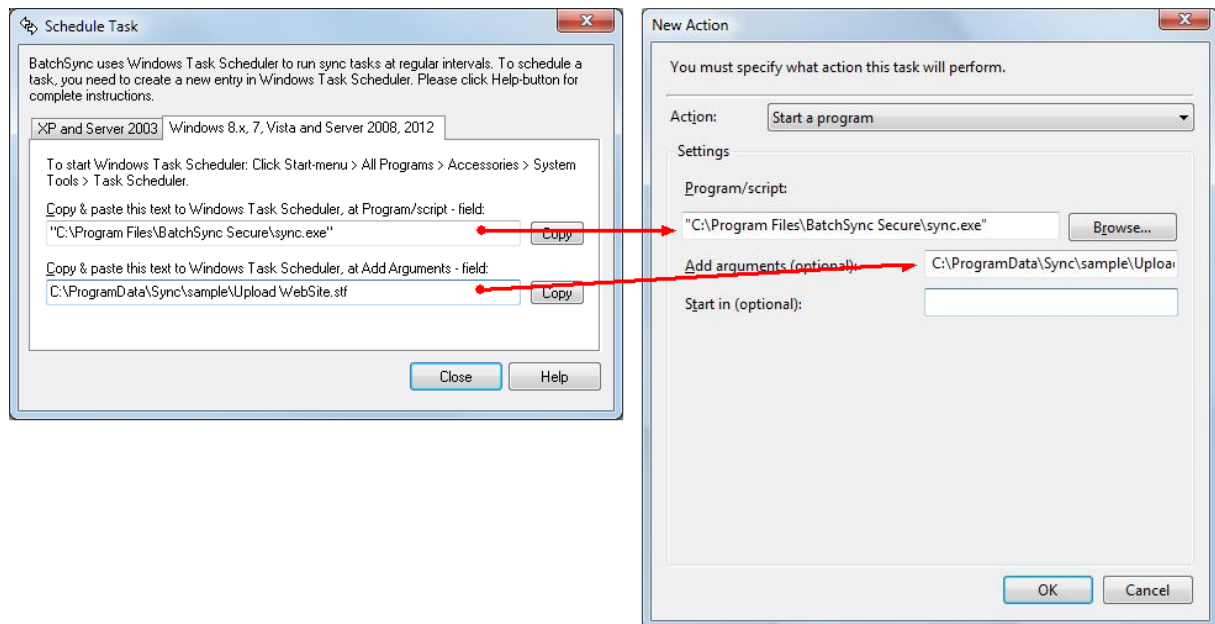 Schedule Task
BatchSync uses Windows Task Scheduler to run sync tasks at regular intervals. To schedule a
task, you need to create a new entry in Windows Task Scheduler. Please click Help-button for
complete instructions.
XP and Server 2003
Windows 8.x, 7, Vista and Server 2008, 2012
To start Windows Task Scheduler: Click Start-menu > All Programs > Accessories > System
Tools > Task Scheduler.
Copy & paste this text to Windows Task Scheduler, at Program/script - field:
"C:\Program Files\BatchSync Secure\sync.exe"
Copy
Copy & paste this text to Windows Task Scheduler, at Add Arguments - field:
C:\ProgramData\Sync\sample\Upload WebSite.stf
Copy
Close
Help
New Action
You must specify what action this task will perform.
Action:
Start a program
Settings
Program/script:
"C:\Program Files\BatchSync Secure\sync.exe"
Browse...
Add arguments (optional):
C:\ProgramData\Sync\sample\Uploa
Start in (optional):
OK
Cancel